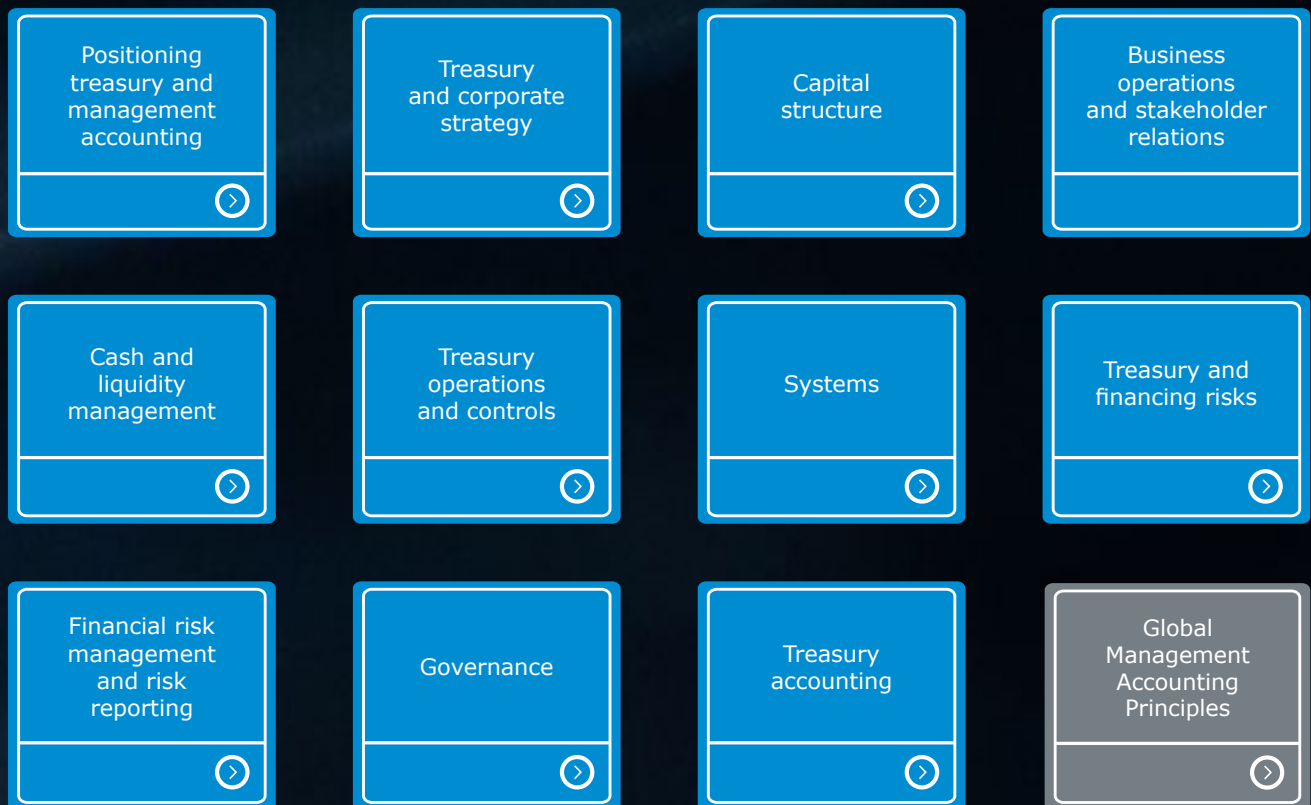 Positioning
treasury and
management
accounting
Treasury
and corporate
strategy
Capital
structure
Business
operations
and stakeholder
relations
Cash and
liquidity
management
Treasury
operations
and controls
Systems
Treasury and
financing risks
Financial risk
management
and risk
reporting
Governance
Treasury
accounting
Global
Management
Accounting
Principles